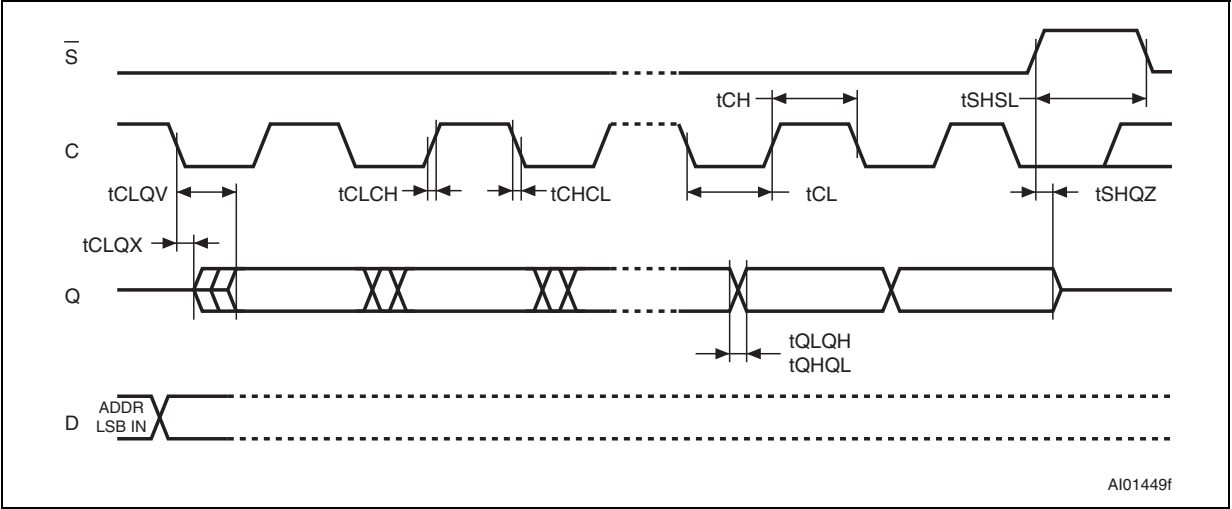 S̅
tCH
tSHSL
C
tCLQV
tCLCH
tCHCL
tCL
tSHQZ
tCLQX
Q
tQLQH
tQHQL
D
ADDR
LSB IN
AI01449f